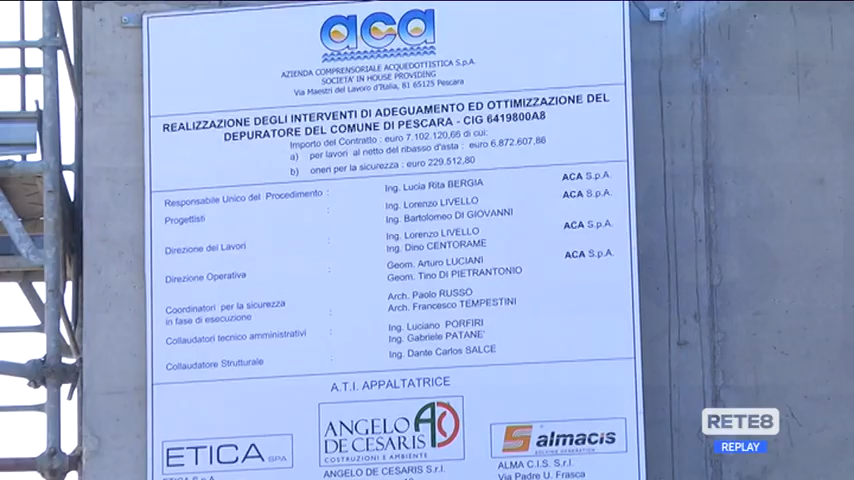 aca
AZIENDA COMPRENSORIALE ACQUEDOTTISTICA S.p.A.
SOCIETA' IN HOUSE PROVIDING
Via Maestri del Lavoro d'Italia, 81 65125 Pescara
REALIZZAZIONE DEGLI INTERVENTI DI ADEGUAMENTO ED OTTIMIZZAZIONE DEL
DEPURATORE DEL COMUNE DI PESCARA - CIG 6419800A8
Importo del Contratto : euro 7.102.120,66 di cui:
a) per lavori al netto del ribasso d'asta : euro 6.872.607,86
b) oneri per la sicurezza : euro 229.512,80
Responsabile Unico del Procedimento : Ing. Lucia Rita BERGIA ACA S.p.A.
Progettisti : Ing. Lorenzo LIVELLO ACA S.p.A.
Ing. Bartolomeo DI GIOVANNI
Direzione dei Lavori : Ing. Lorenzo LIVELLO ACA S.p.A.
Ing. Dino CENTORAME
Direzione Operativa : Geom. Arturo LUCIANI ACA S.p.A.
Geom. Tino DI PIETRANTONIO
Coordinatori per la sicurezza Arch. Paolo RUSSO
in fase di esecuzione : Arch. Francesco TEMPESTINI
Collaudatori tecnico amministrativi : Ing. Luciano PORFIRI
Ing. Gabriele PATANE'
Collaudatore Strutturale : Ing. Dante Carlos SALCE
A.T.I. APPALTATRICE
ETICA SPA
ANGELO DE CESARIS
COSTRUZIONI E AMBIENTE
almacis
ANGELO DE CESARIS S.r.l.
ALMA C.I.S. S.r.l.
Via Padre U. Frasca
RETE8
REPLAY